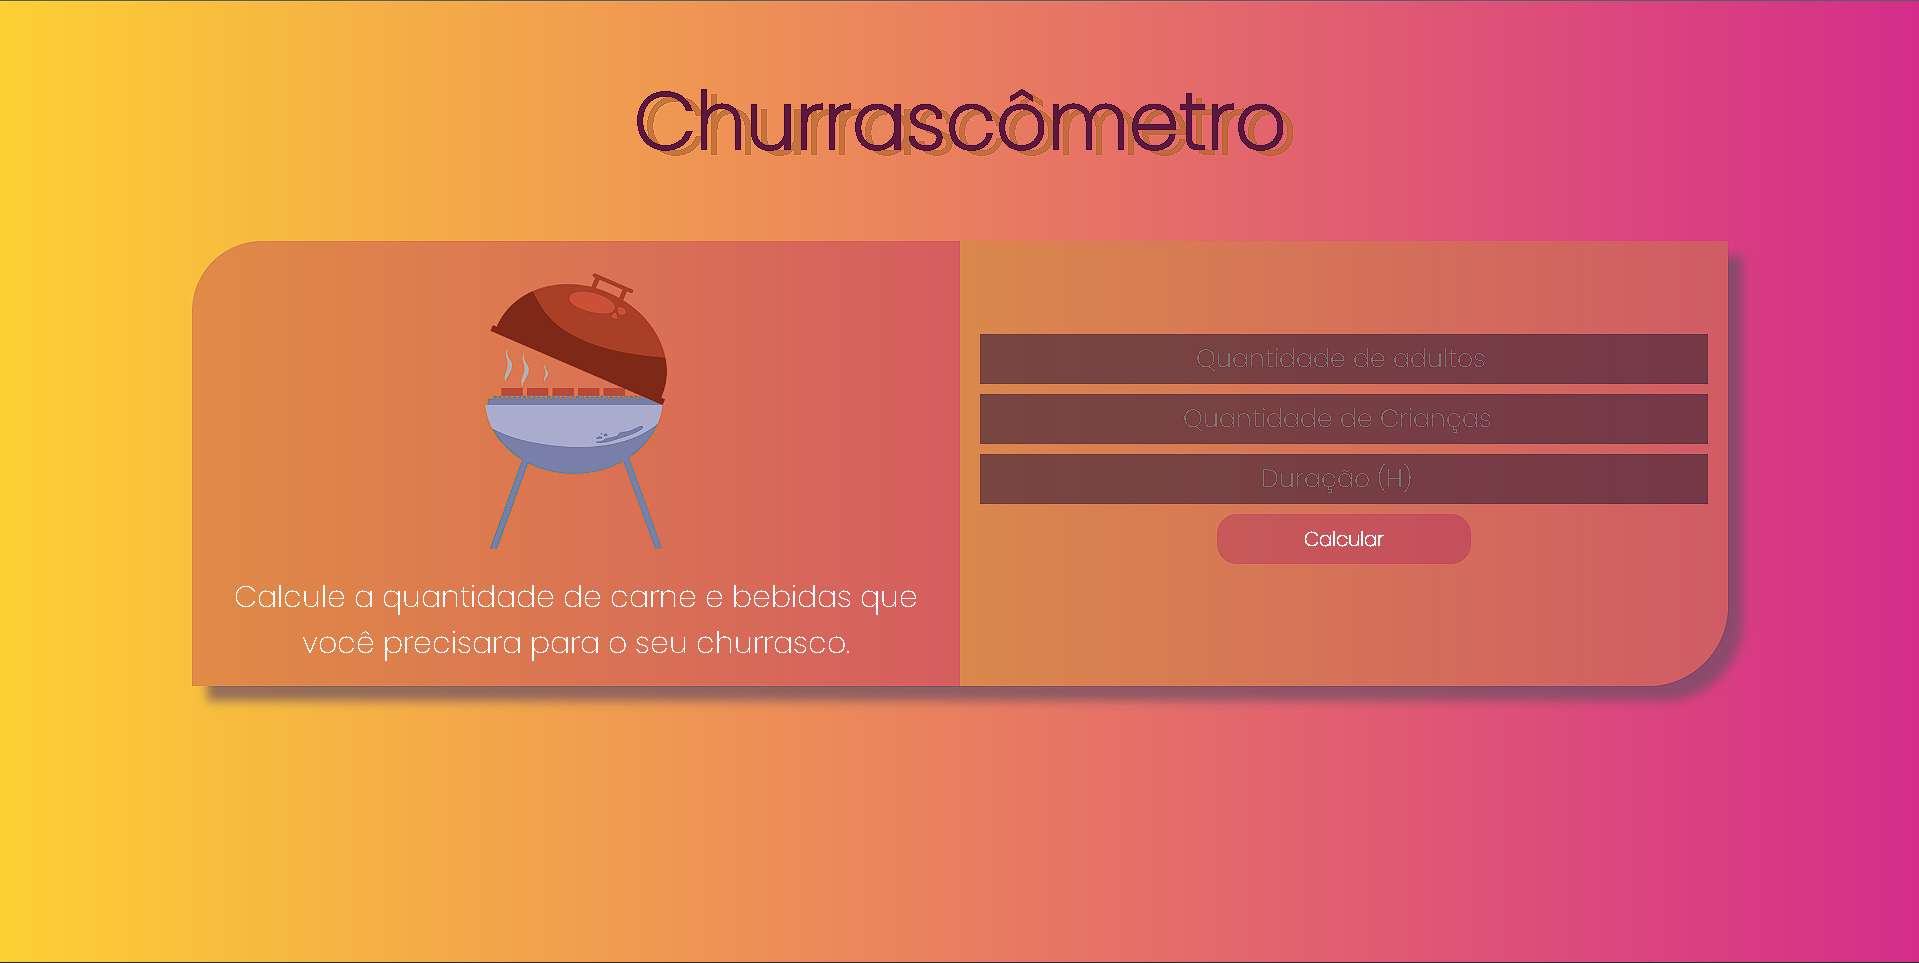 Churrascômetro
Calcule a quantidade de carne e bebidas que
você precisara para o seu churrasco.
Quantidade de adultos
Quantidade de Crianças
Duração (H)
Calcular